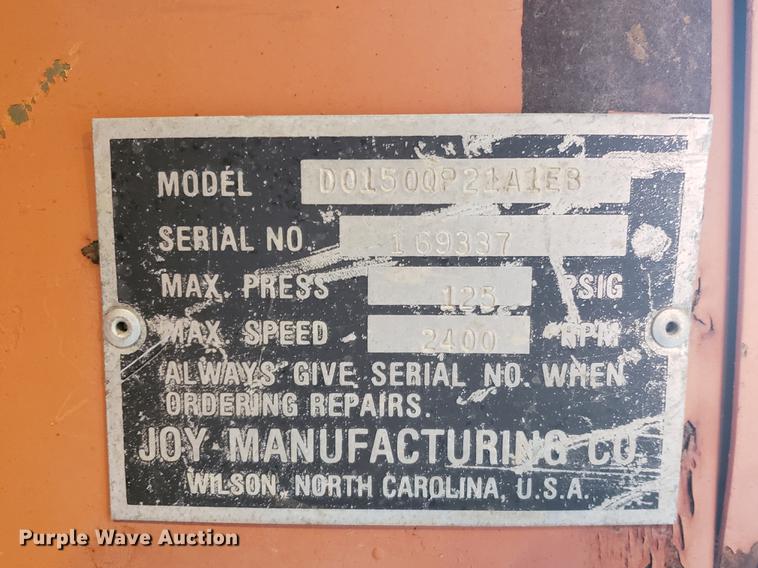 MODEL D0150QP21A1EB
SERIAL NO. 169337
MAX. PRESS 125 PSIG
MAX SPEED 2400 RPM
ALWAYS GIVE SERIAL NO. WHEN
ORDERING REPAIRS.
JOY MANUFACTURING CO
WILSON, NORTH CAROLINA, U.S.A.
Purple Wave Auction